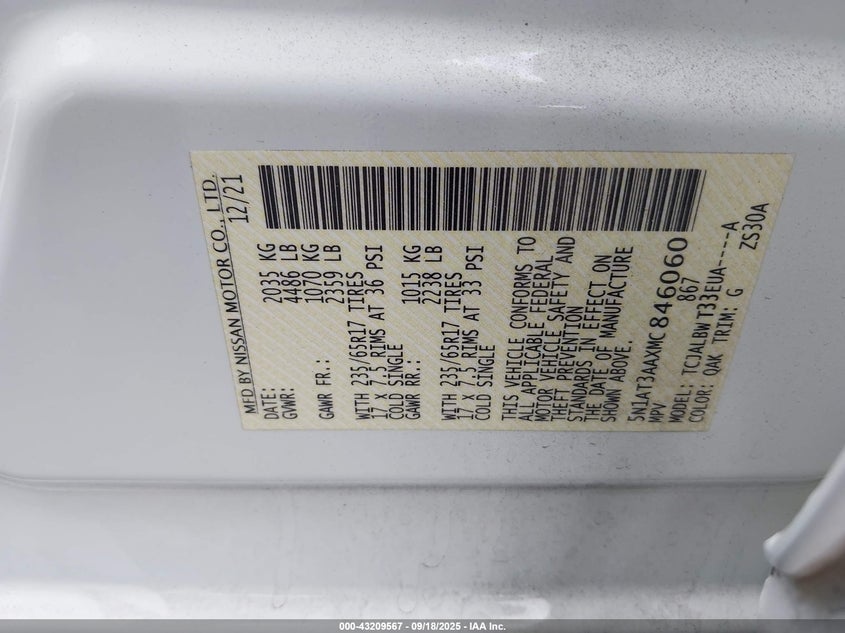 MFD BY NISSAN MOTOR CO., LTD.
DATE: 12/21
GVWR: 2035 KG
4486 LB
GAWR FR.: 1070 KG
2359 LB
WITH 235/65R17 TIRES
17 X 7.5 RIMS AT 36 PSI
COLD SINGLE
GAWR RR.: 1015 KG
2238 LB
WITH 235/65R17 TIRES
17 X 7.5 RIMS AT 33 PSI
COLD SINGLE
THIS VEHICLE CONFORMS TO
ALL APPLICABLE FEDERAL
MOTOR VEHICLE SAFETY AND
THEFT PREVENTION
STANDARDS IN EFFECT ON
THE DATE OF MANUFACTURE
SHOWN ABOVE.
5N1AT3AAXMC846060
MPV 867
MODEL: TCJALBWT33EUA-----A
COLOR: QAK TRIM: G ZS30A
000-43209567 - 09/18/2025 - IAA Inc.